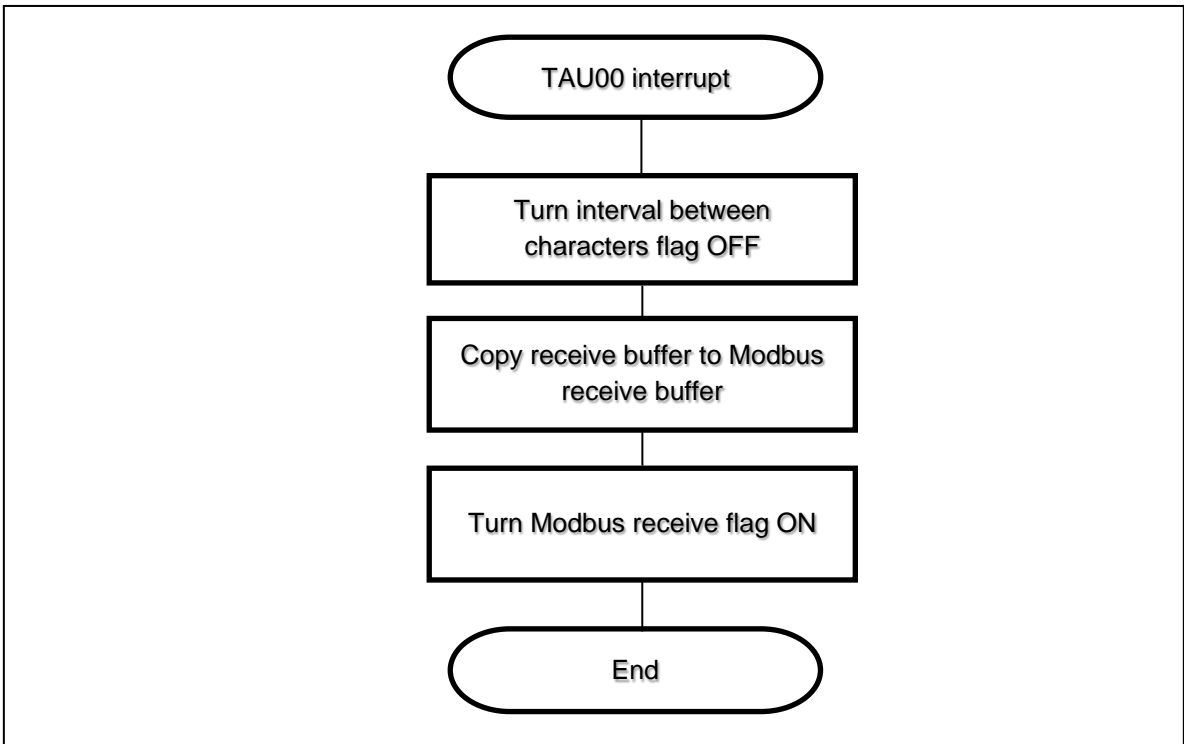 TAU00 interrupt
Turn interval between
characters flag OFF
Copy receive buffer to Modbus
receive buffer
Turn Modbus receive flag ON
End